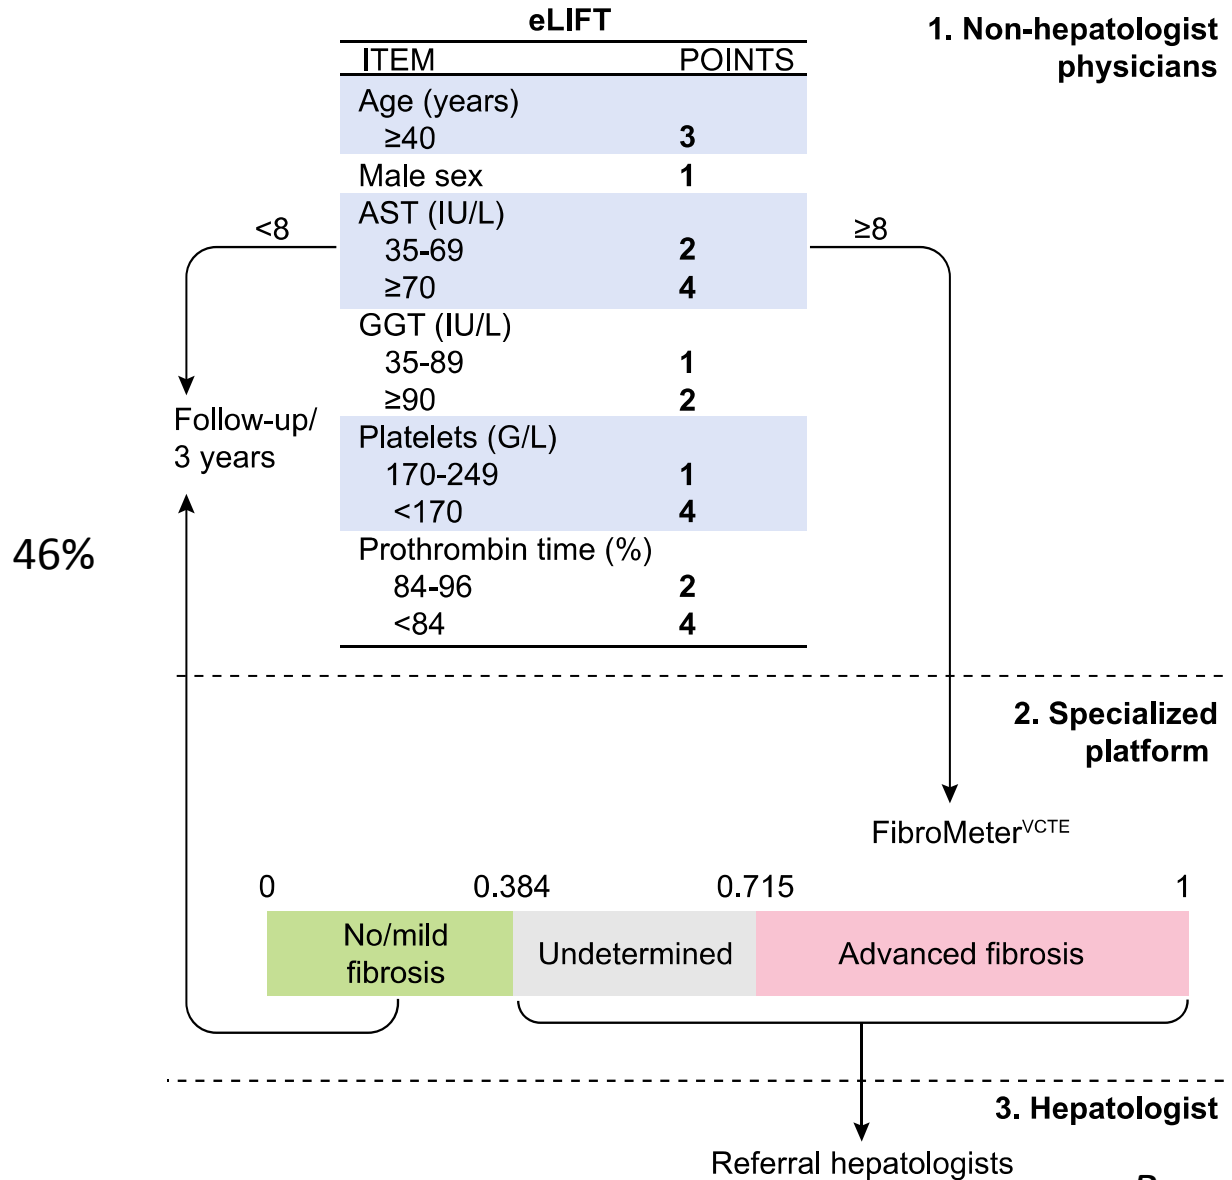 eLIFT
1. Non-hepatologist
physicians
ITEM POINTS
Age (years)
≥40 3
Male sex 1
AST (IU/L)
35-69 2
≥70 4
GGT (IU/L)
35-89 1
≥90 2
Platelets (G/L)
170-249 1
<170 4
Prothrombin time (%)
84-96 2
<84 4
<8
≥8
Follow-up/
3 years
46%
2. Specialized
platform
FibroMeterVCTE
0 0.384 0.715 1
No/mild
fibrosis
Undetermined
Advanced fibrosis
3. Hepatologist
Referral hepatologists